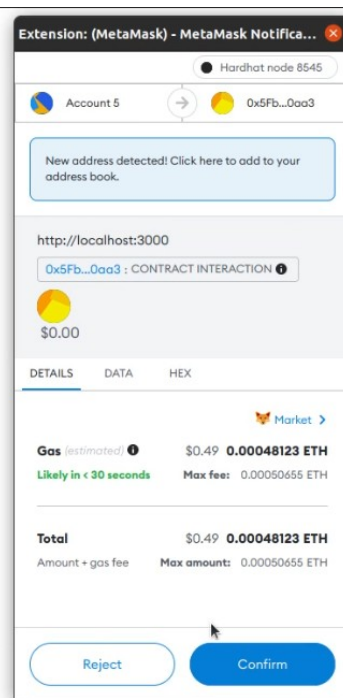 Extension: (MetaMask) - MetaMask Notifica...
Hardhat node 8545
Account 5
0x5Fb...0aa3
New address detected! Click here to add to your
address book.
http://localhost:3000
0x5Fb...0aa3 : CONTRACT INTERACTION
$0.00
DETAILS DATA HEX
Market >
Gas (estimated) $0.49 0.00048123 ETH
Likely in < 30 seconds Max fee: 0.00050655 ETH
Total $0.49 0.00048123 ETH
Amount + gas fee Max amount: 0.00050655 ETH
Reject Confirm